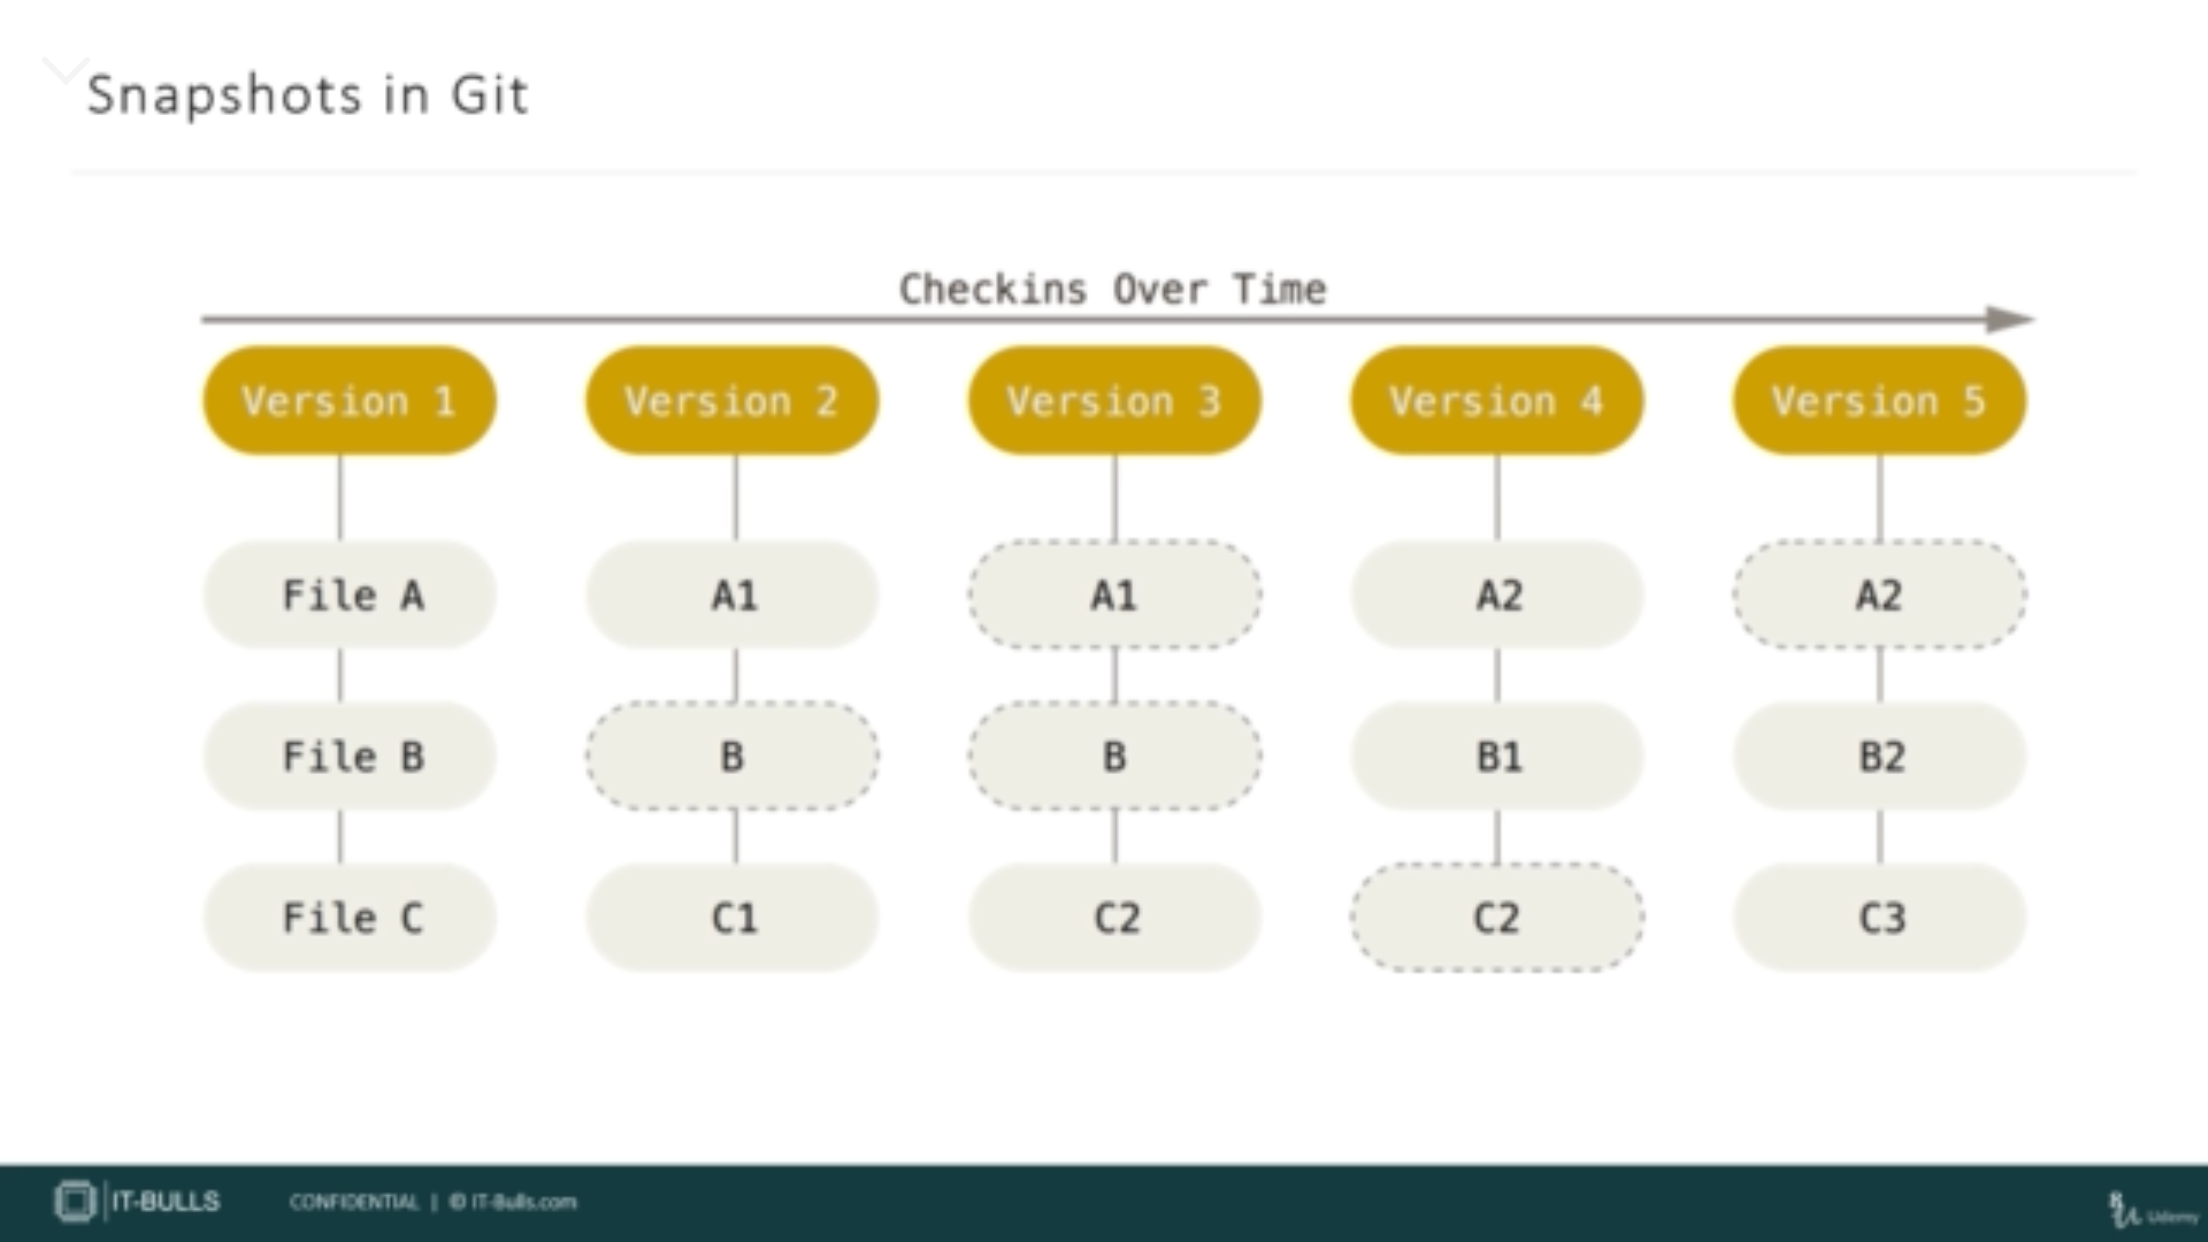 Snapshots in Git
Checkins Over Time
Version 1 Version 2 Version 3 Version 4 Version 5
File A A1 A1 A2 A2
File B B B B1 B2
File C C1 C2 C2 C3
IT-BULLS CONFIDENTIAL | © IT-Bulls.com Udemy